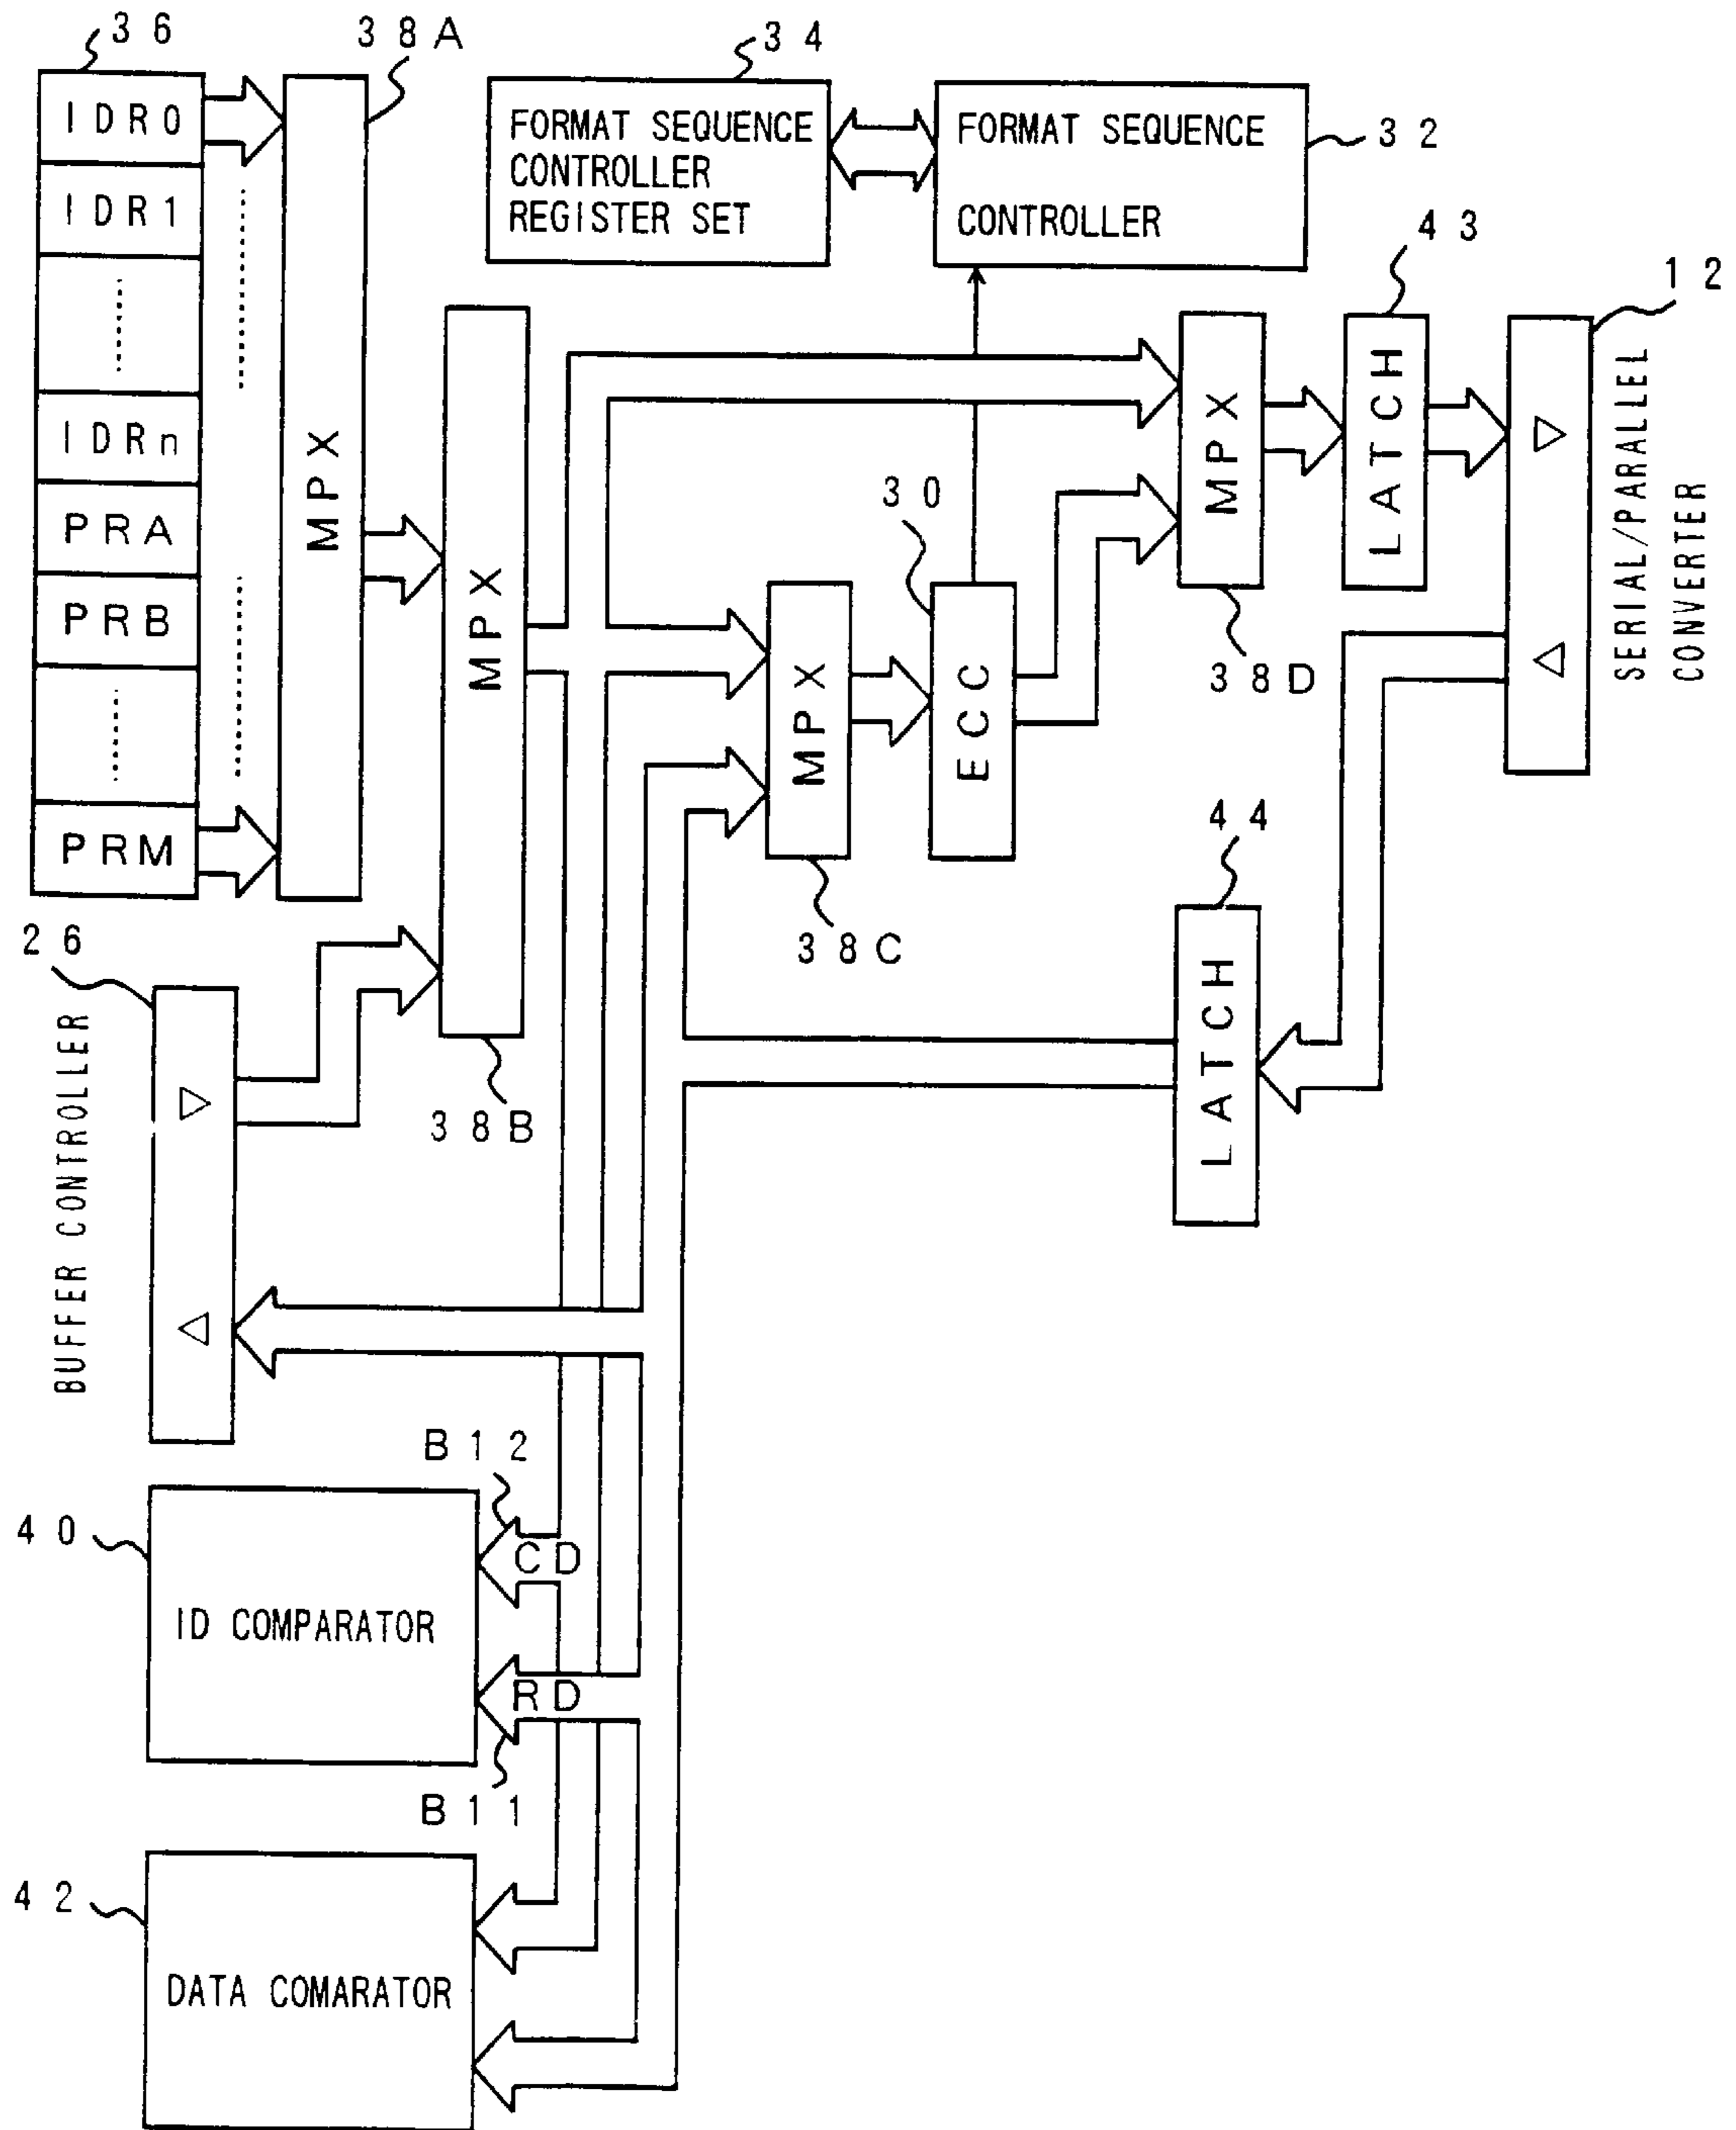 36
38A
34
IDR0
IDR1
IDRn
PRA
PRB
PRM
MPX
FORMAT SEQUENCE
CONTROLLER
REGISTER SET
FORMAT SEQUENCE
CONTROLLER
32
43
12
MPX
38B
MPX
38C
30
ECC
MPX
38D
LATCH
SERIAL/PARALLEL
CONVERTER
44
LATCH
26
BUFFER CONTROLLER
B12
40
ID COMPARATOR
CD
RD
B11
42
DATA COMARATOR